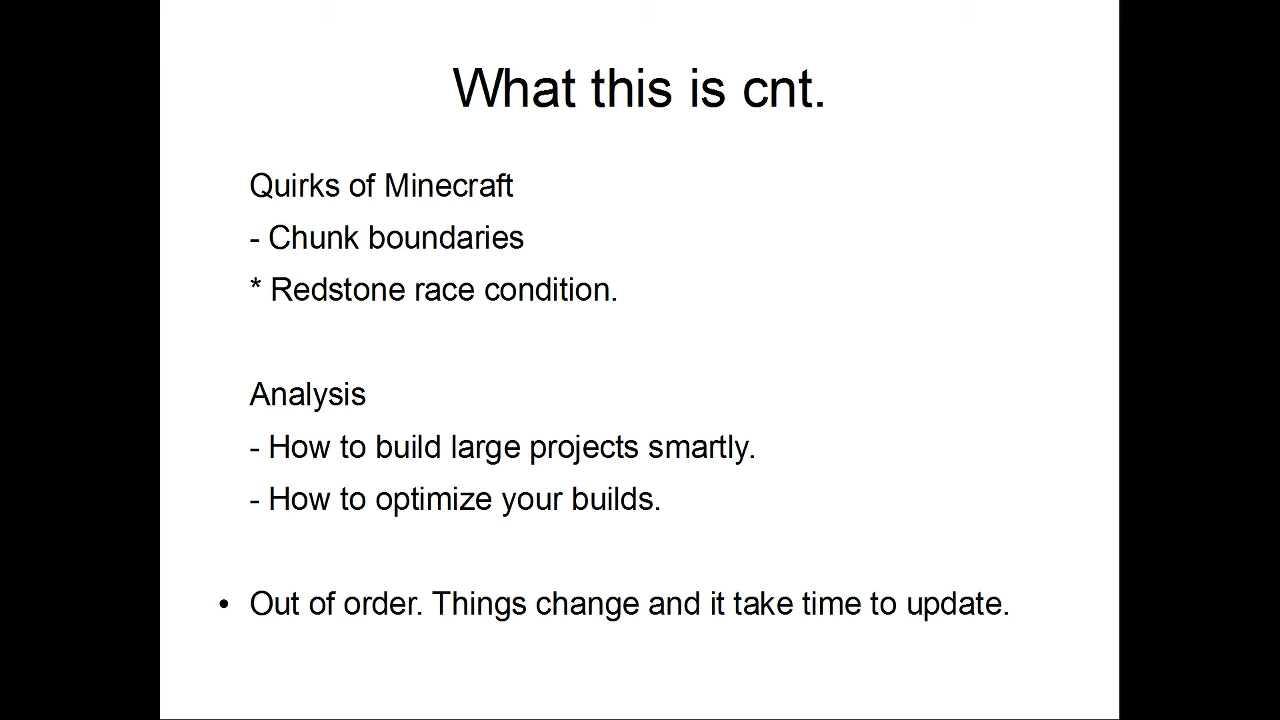 What this is cnt.
Quirks of Minecraft
- Chunk boundaries
* Redstone race condition.
Analysis
- How to build large projects smartly.
- How to optimize your builds.
• Out of order. Things change and it take time to update.